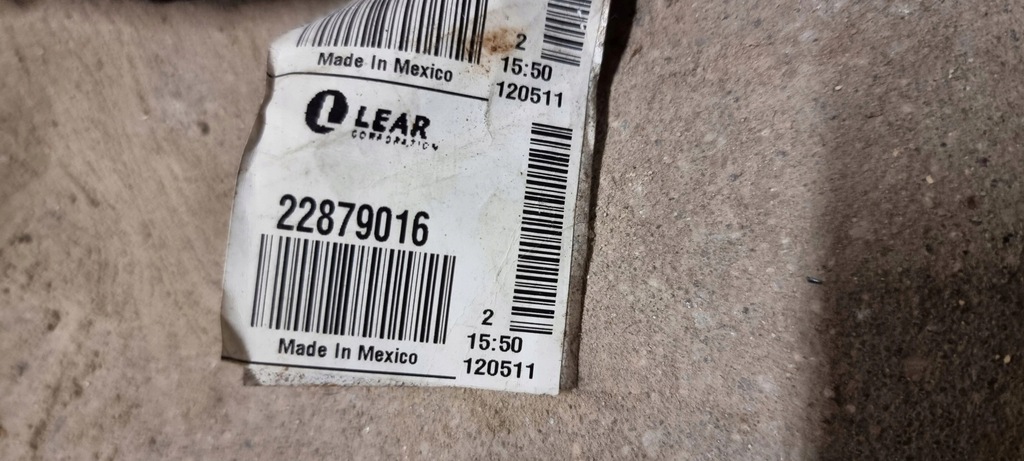 Made In Mexico
2
15:50
120511
LEAR
CORPORATION
22879016
Made In Mexico
2
15:50
120511